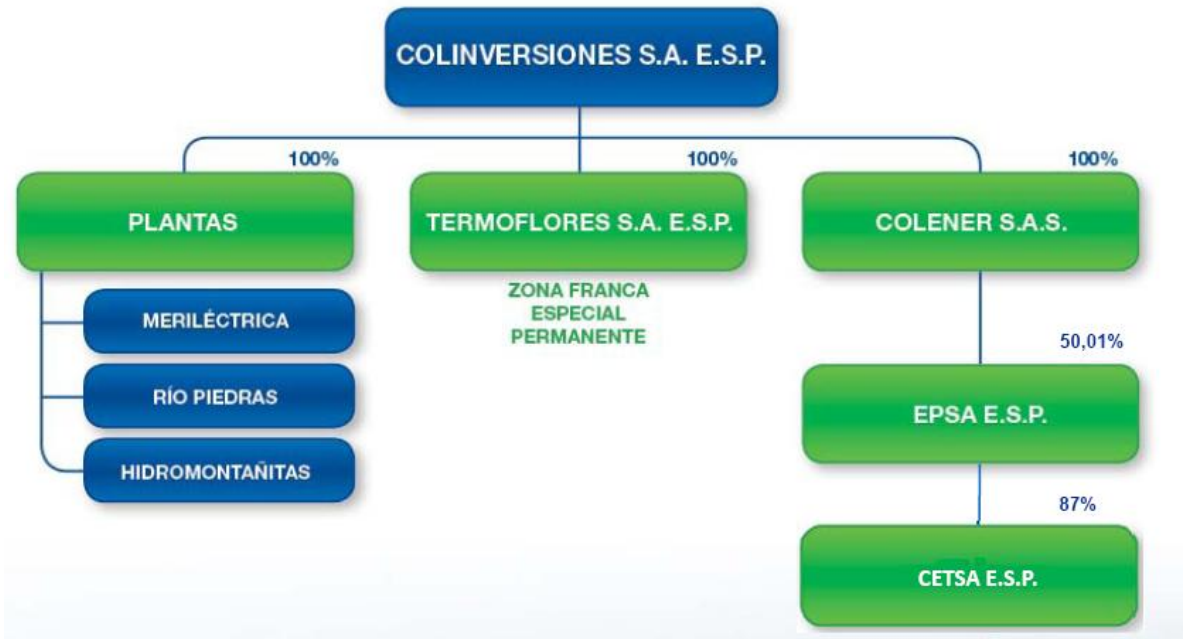 COLINVERSIONES S.A. E.S.P.
100%
100%
100%
PLANTAS
TERMOFLORES S.A. E.S.P.
COLENER S.A.S.
ZONA FRANCA
ESPECIAL
PERMANENTE
MERILÉCTRICA
RÍO PIEDRAS
HIDROMONTAÑITAS
50,01%
EPSA E.S.P.
87%
CETSA E.S.P.